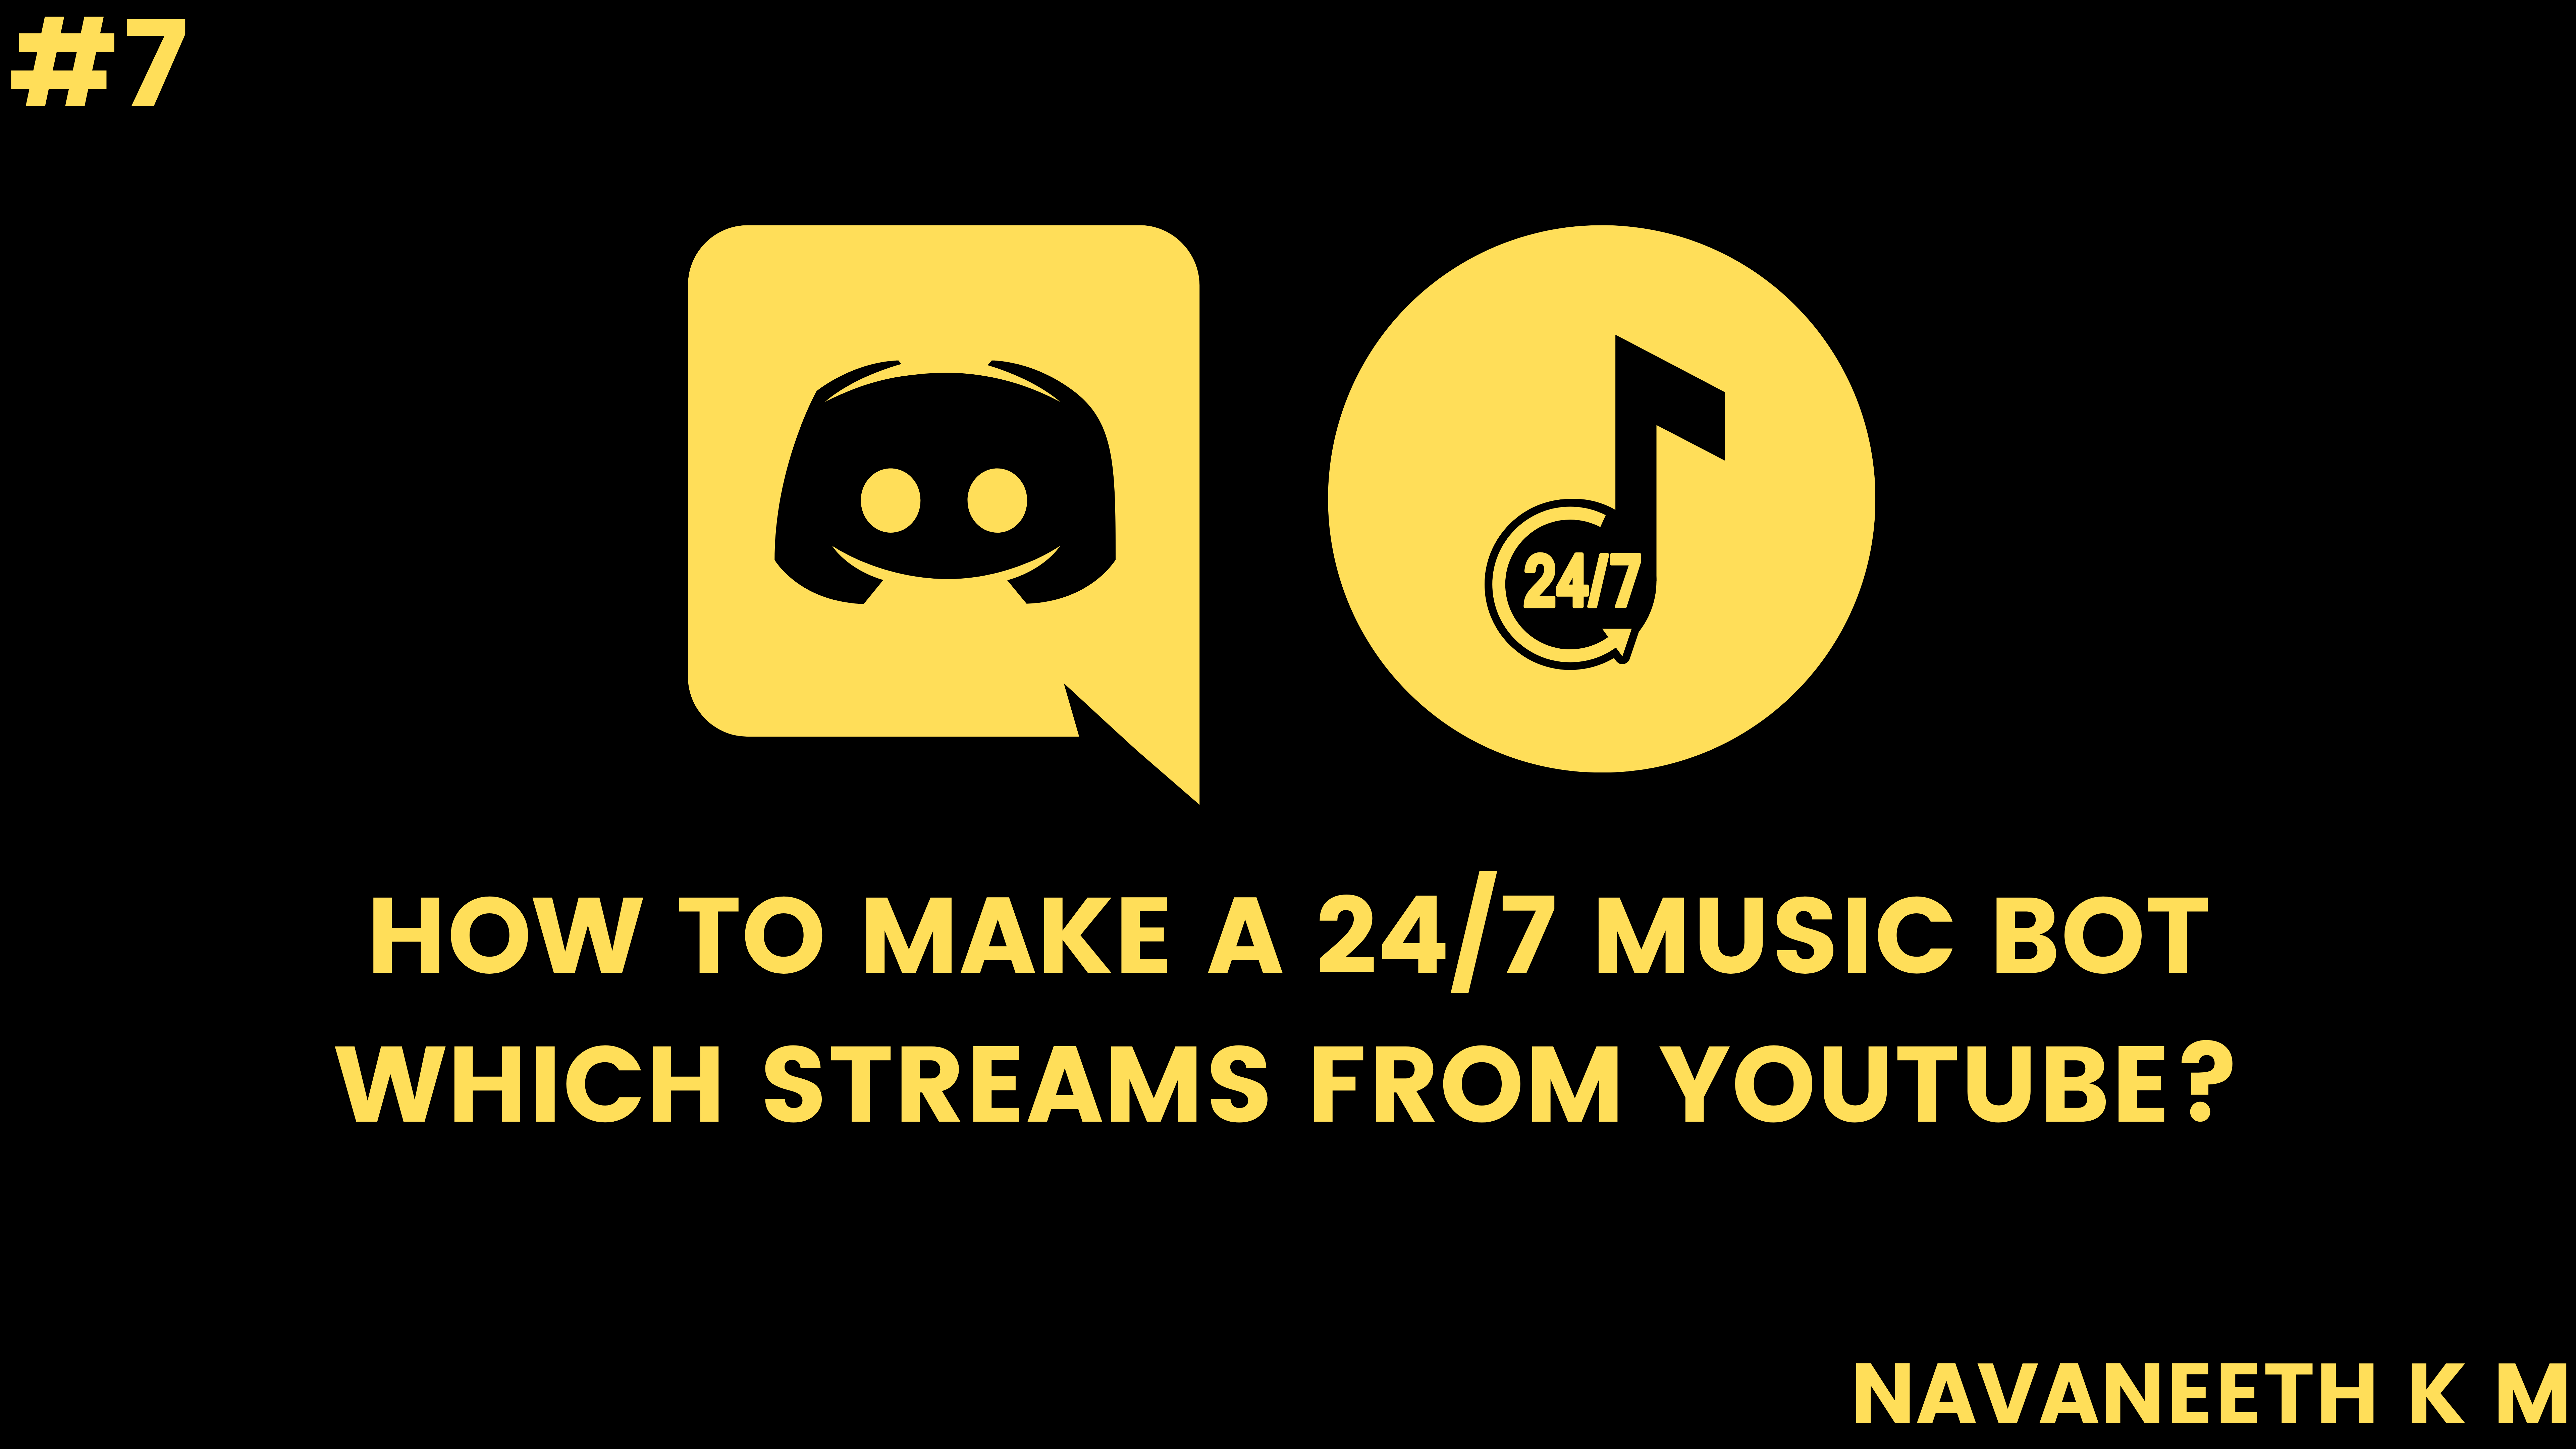 #7
24/7
HOW TO MAKE A 24/7 MUSIC BOT
WHICH STREAMS FROM YOUTUBE?
NAVANEETH K M